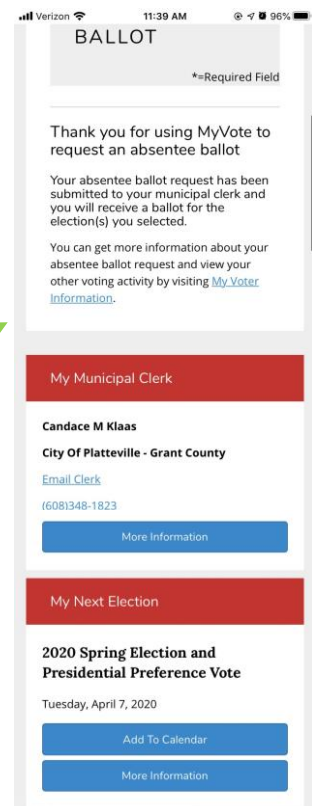 Verizon 11:39 AM 96%
BALLOT
*=Required Field
Thank you for using MyVote to
request an absentee ballot
Your absentee ballot request has been
submitted to your municipal clerk and
you will receive a ballot for the
election(s) you selected.
You can get more information about your
absentee ballot request and view your
other voting activity by visiting My Voter
Information.
My Municipal Clerk
Candace M Klaas
City Of Platteville - Grant County
Email Clerk
(608)348-1823
More Information
My Next Election
2020 Spring Election and
Presidential Preference Vote
Tuesday, April 7, 2020
Add To Calendar
More Information